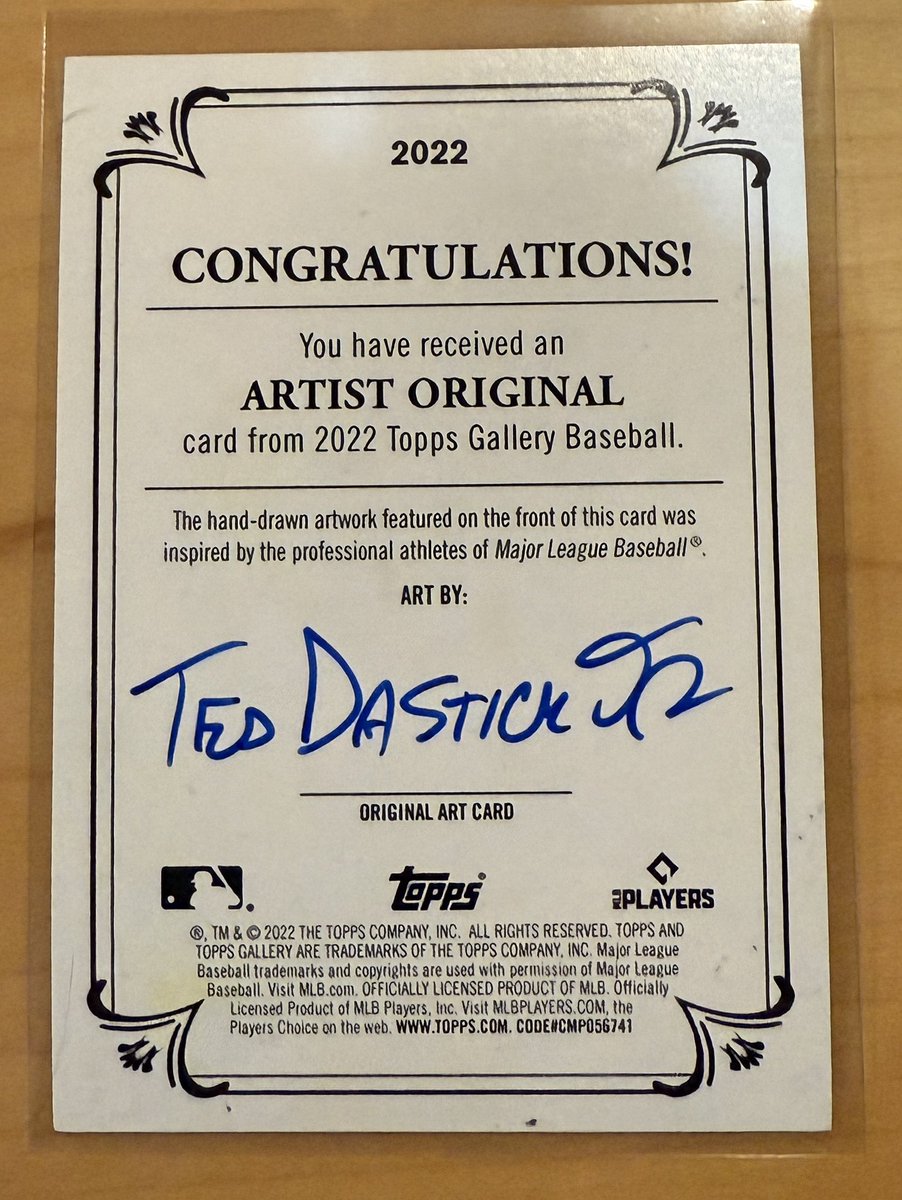 2022
CONGRATULATIONS!
You have received an
ARTIST ORIGINAL
card from 2022 Topps Gallery Baseball.
The hand-drawn artwork featured on the front of this card was
inspired by the professional athletes of Major League Baseball®.
ART BY:
TED DASTICK JR
ORIGINAL ART CARD
Topps® MLB PLAYERS
®, TM & © 2022 THE TOPPS COMPANY, INC. ALL RIGHTS RESERVED. TOPPS AND
TOPPS GALLERY ARE TRADEMARKS OF THE TOPPS COMPANY, INC. Major League
Baseball trademarks and copyrights are used with permission of Major League
Baseball. Visit MLB.com. OFFICIALLY LICENSED PRODUCT OF MLB. Officially
Licensed Product of MLB Players, Inc. Visit MLBPLAYERS.COM, the
Players Choice on the web. WWW.TOPPS.COM. CODE#CMP056741